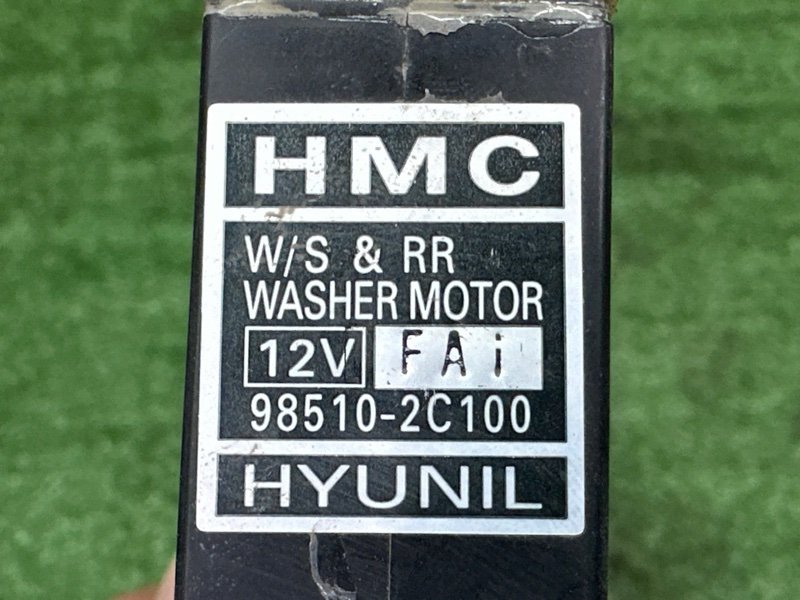 HMC
W/S & RR
WASHER MOTOR
12V FAi
98510-2C100
HYUNIL